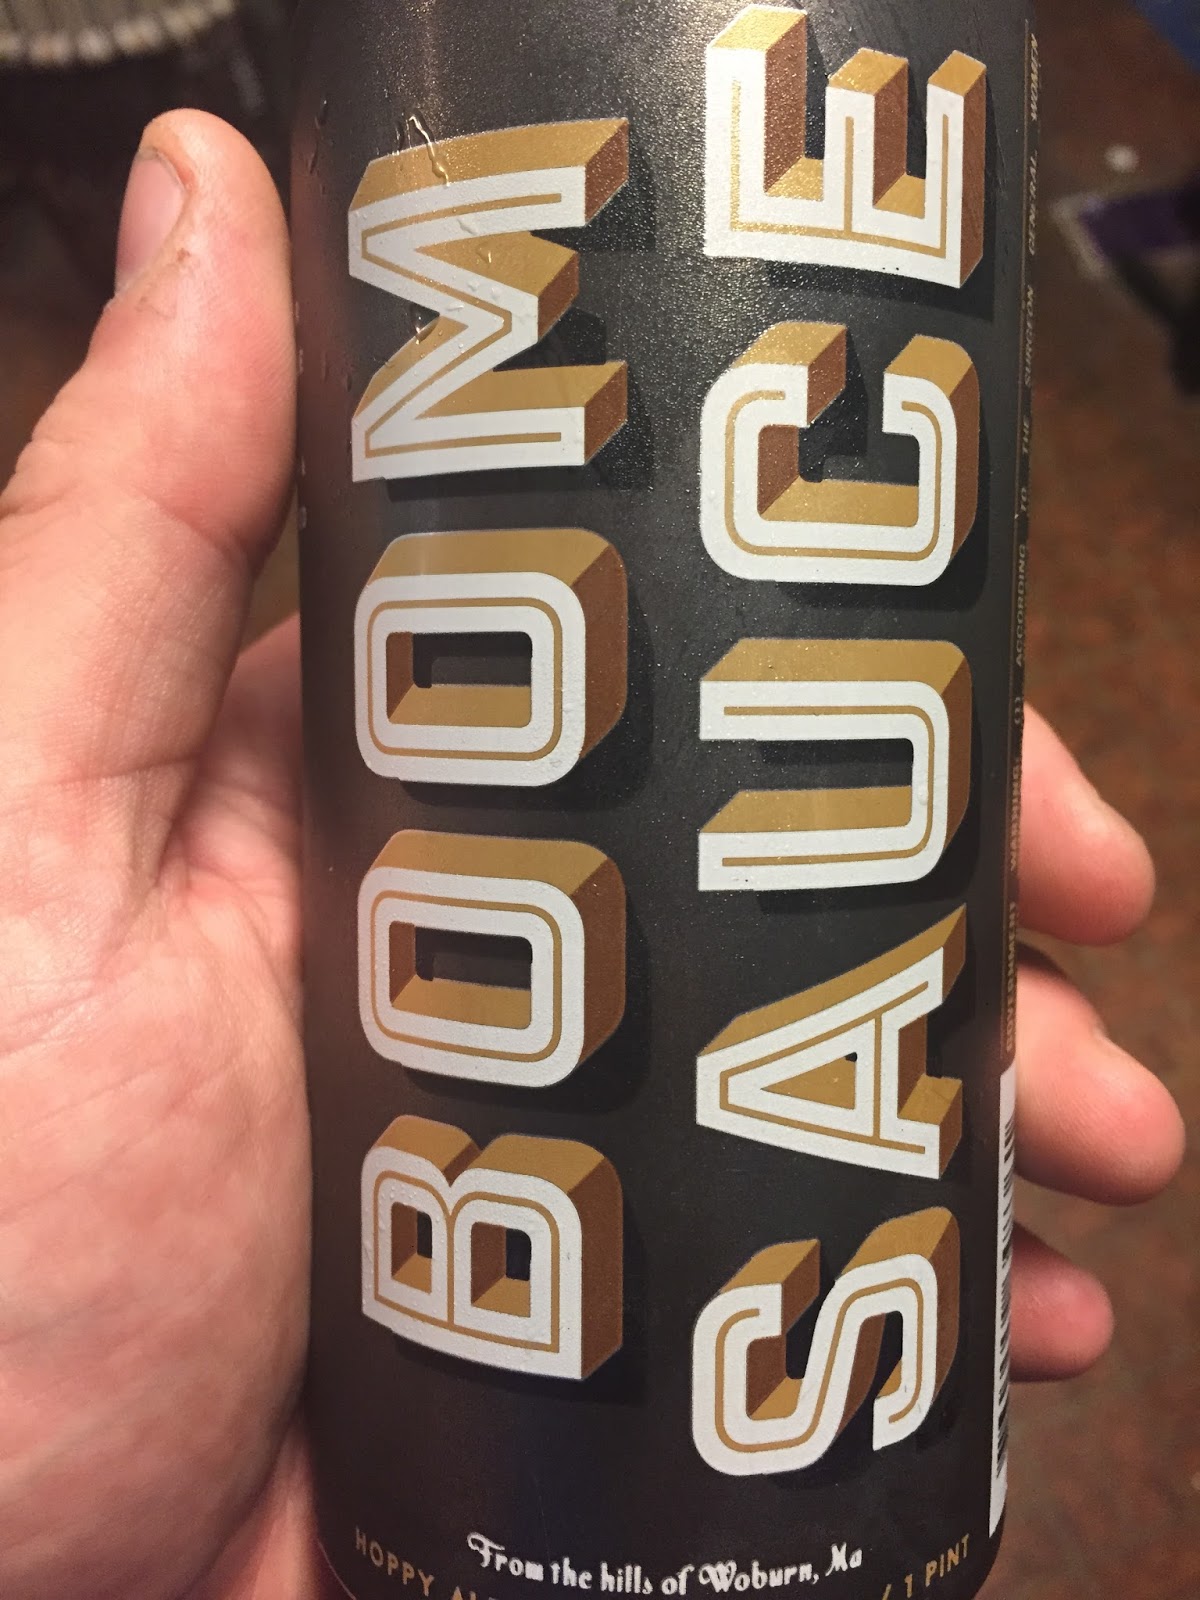 BOOM
SAUCE
From the hills of Woburn, Ma
HOPPY
/ 1 PINT
GOVERNMENT WARNING: (1) ACCORDING TO THE SURGEON GENERAL, WOMEN